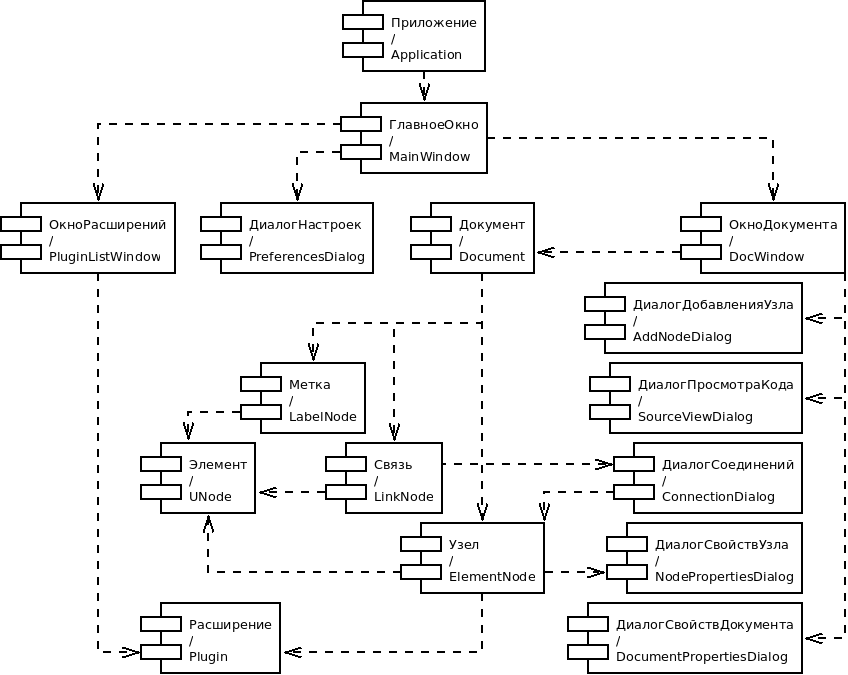 Приложение
/
Application
ГлавноеОкно
/
MainWindow
ОкноРасширений
/
PluginListWindow
ДиалогНастроек
/
PreferencesDialog
Документ
/
Document
ОкноДокумента
/
DocWindow
ДиалогДобавленияУзла
/
AddNodeDialog
Метка
/
LabelNode
ДиалогПросмотраКода
/
SourceViewDialog
Элемент
/
UNode
Связь
/
LinkNode
ДиалогСоединений
/
ConnectionDialog
Узел
/
ElementNode
ДиалогСвойствУзла
/
NodePropertiesDialog
Расширение
/
Plugin
ДиалогСвойствДокумента
/
DocumentPropertiesDialog